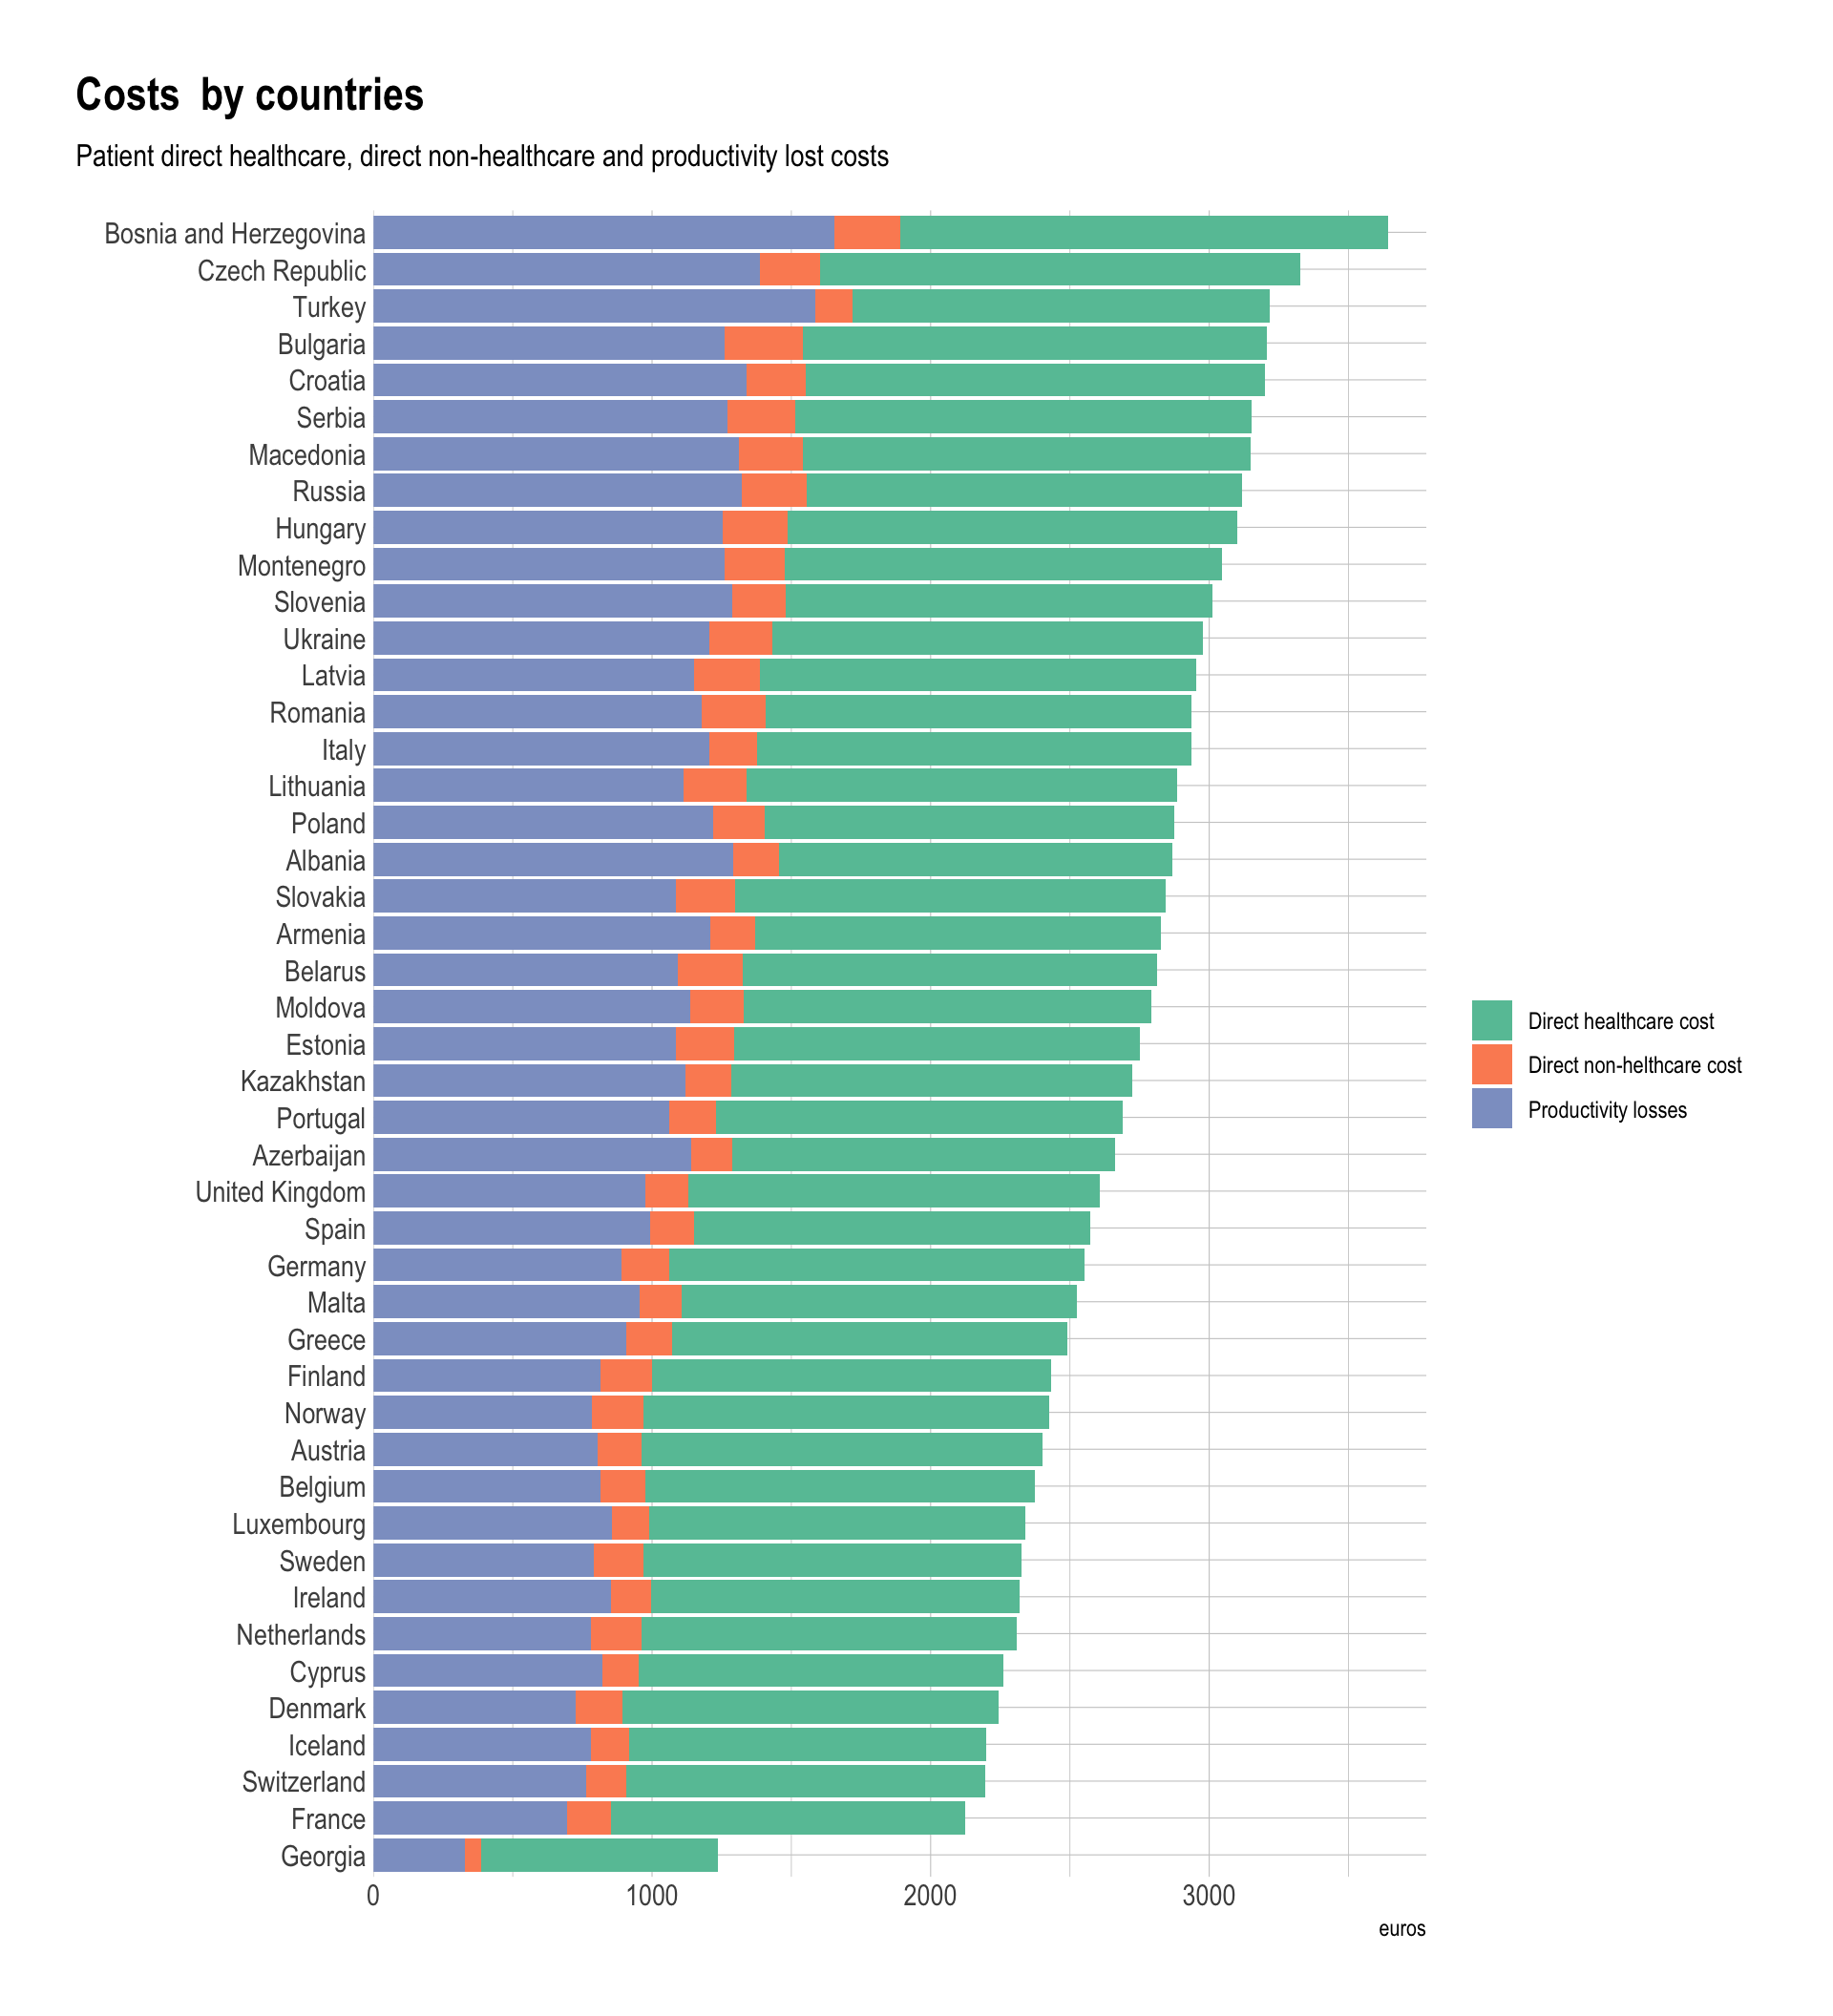 Costs  by countries
Patient direct healthcare, direct non-healthcare and productivity lost costs
Bosnia and Herzegovina
Czech Republic
Turkey
Bulgaria
Croatia
Serbia
Macedonia
Russia
Hungary
Montenegro
Slovenia
Ukraine
Latvia
Romania
Italy
Lithuania
Poland
Albania
Slovakia
Armenia
Belarus
Moldova
Estonia
Kazakhstan
Portugal
Azerbaijan
United Kingdom
Spain
Germany
Malta
Greece
Finland
Norway
Austria
Belgium
Luxembourg
Sweden
Ireland
Netherlands
Cyprus
Denmark
Iceland
Switzerland
France
Georgia
0 1000 2000 3000
euros
Direct healthcare cost
Direct non-helthcare cost
Productivity losses